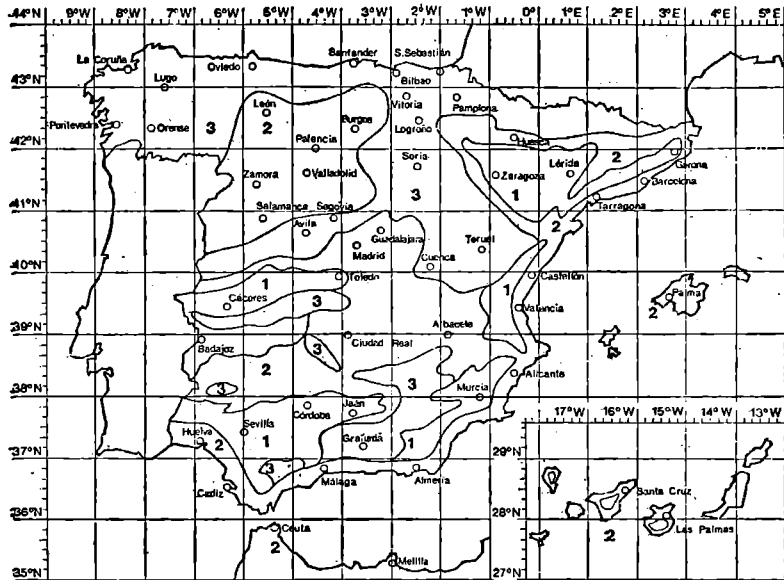 9°W 8°W 7°W 6°W 5°W 4°W 3°W 2°W 1°W 0° 1°E 2°E 3°E 4°E 5°E
44°N
La Coruña Oviedo Santander S.Sebastián
43°N
Lugo Bilbao
León Vitoria Pamplona
Pontevedra Orense 3 2 Burgos Logroño
42°N
Palencia Huesca
Soria Lérida 2 Gerona
Zamora Valladolid Zaragoza 1 Barcelona
41°N
Salamanca Segovia 3 Tarragona
Avila Guadalajara 2
Madrid Teruel
40°N
Cuenca
1 Toledo Castellón
Cáceres 3 1 Valencia Palma
2
39°N
Badajoz Ciudad Real Albacete
2 3
38°N
3 3 Murcia Alicante
Córdoba Jaén
Huelva Sevilla
37°N
2 1 Granada 1
3
Cadiz Málaga Almería
17°W 16°W 15°W 14°W 13°W
36°N
28°N
Santa Cruz
Ceuta
2 2 Las Palmas
Melilla
35°N
27°N